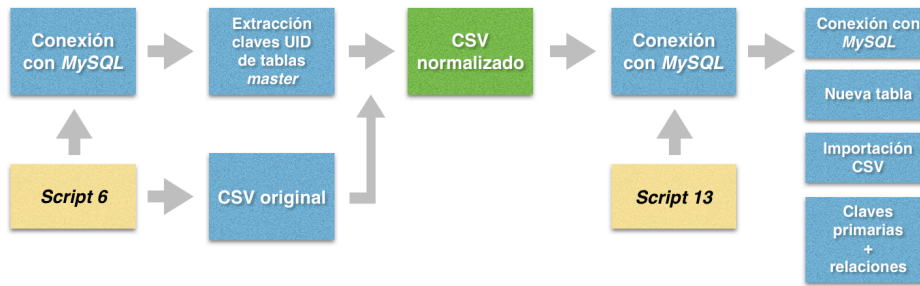 Conexión
con MySQL
Extracción
claves UID
de tablas
master
CSV
normalizado
Conexión
con MySQL
Conexión con
MySQL
Nueva tabla
Importación
CSV
Claves
primarias
+
relaciones
Script 6
CSV original
Script 13